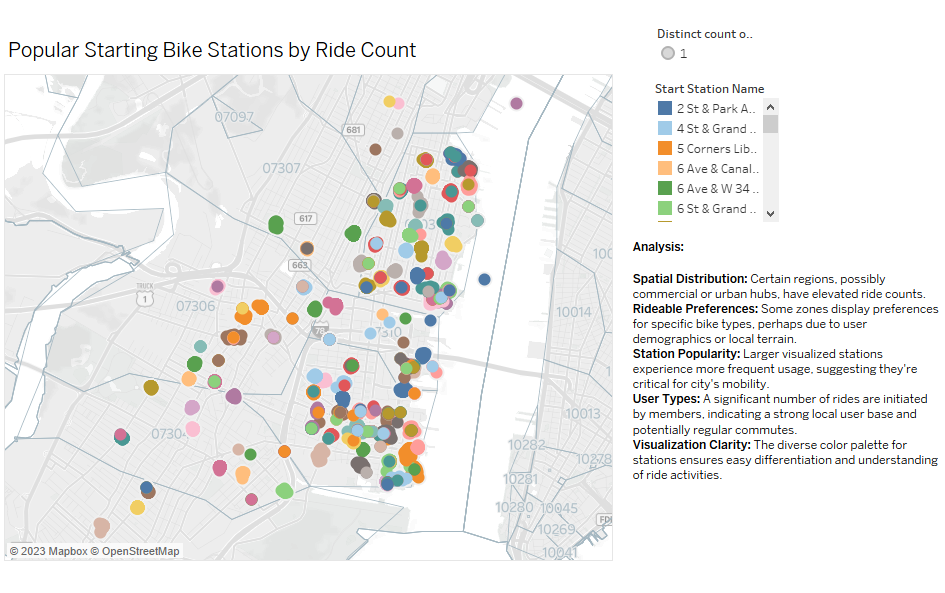 Popular Starting Bike Stations by Ride Count
Distinct count o..
1
Start Station Name
2 St & Park A..
4 St & Grand ..
5 Corners Lib..
6 Ave & Canal..
6 Ave & W 34 ..
6 St & Grand ..
Analysis:
Spatial Distribution: Certain regions, possibly
commercial or urban hubs, have elevated ride counts.
Rideable Preferences: Some zones display preferences
for specific bike types, perhaps due to user
demographics or local terrain.
Station Popularity: Larger visualized stations
experience more frequent usage, suggesting they're
critical for city's mobility.
User Types: A significant number of rides are initiated
by members, indicating a strong local user base and
potentially regular commutes.
Visualization Clarity: The diverse color palette for
stations ensures easy differentiation and understanding
of ride activities.
07097
681
07307
617
663
TRUCK
1
07306
78
10014
10013
10282
10278
10281
10280
10045
10269
10041
© 2023 Mapbox © OpenStreetMap